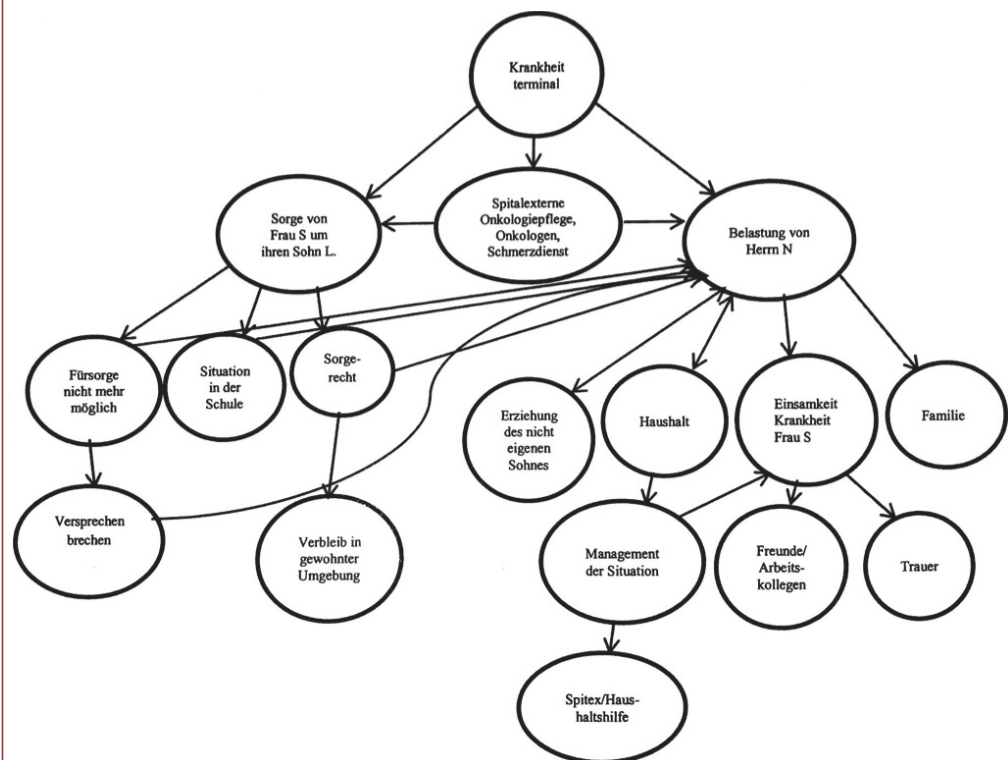 Krankheit
terminal
Sorge von
Frau S um
ihren Sohn L.
Spitalexterne
Onkologiepflege,
Onkologen,
Schmerzdienst
Belastung von
Herrn N
Fürsorge
nicht mehr
möglich
Situation
in der
Schule
Sorge-
recht
Erziehung
des nicht
eigenen
Sohnes
Haushalt
Einsamkeit
Krankheit
Frau S
Familie
Versprechen
brechen
Verbleib in
gewohnter
Umgebung
Management
der Situation
Freunde/
Arbeits-
kollegen
Trauer
Spitex/Haus-
haltshilfe